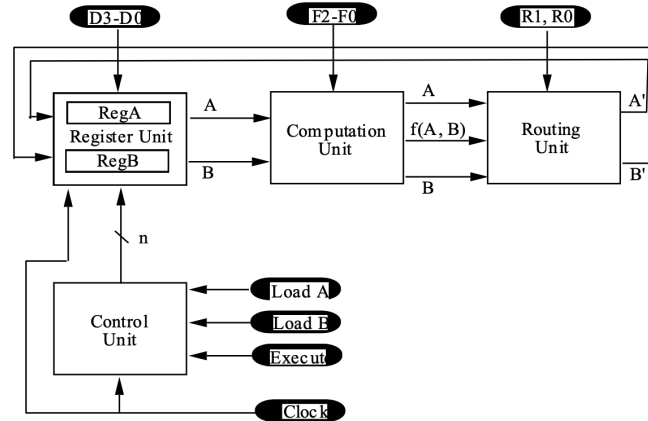 D3-D0
F2-F0
R1, R0
RegA
Register Unit
RegB
A
B
Computation
Unit
A
f(A, B)
B
Routing
Unit
A'
B'
n
Control
Unit
Load A
Load B
Execute
Clock